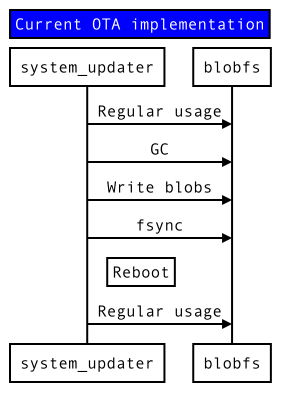 Current OTA implementation
system_updater blobfs
Regular usage
GC
Write blobs
fsync
Reboot
Regular usage
system_updater blobfs